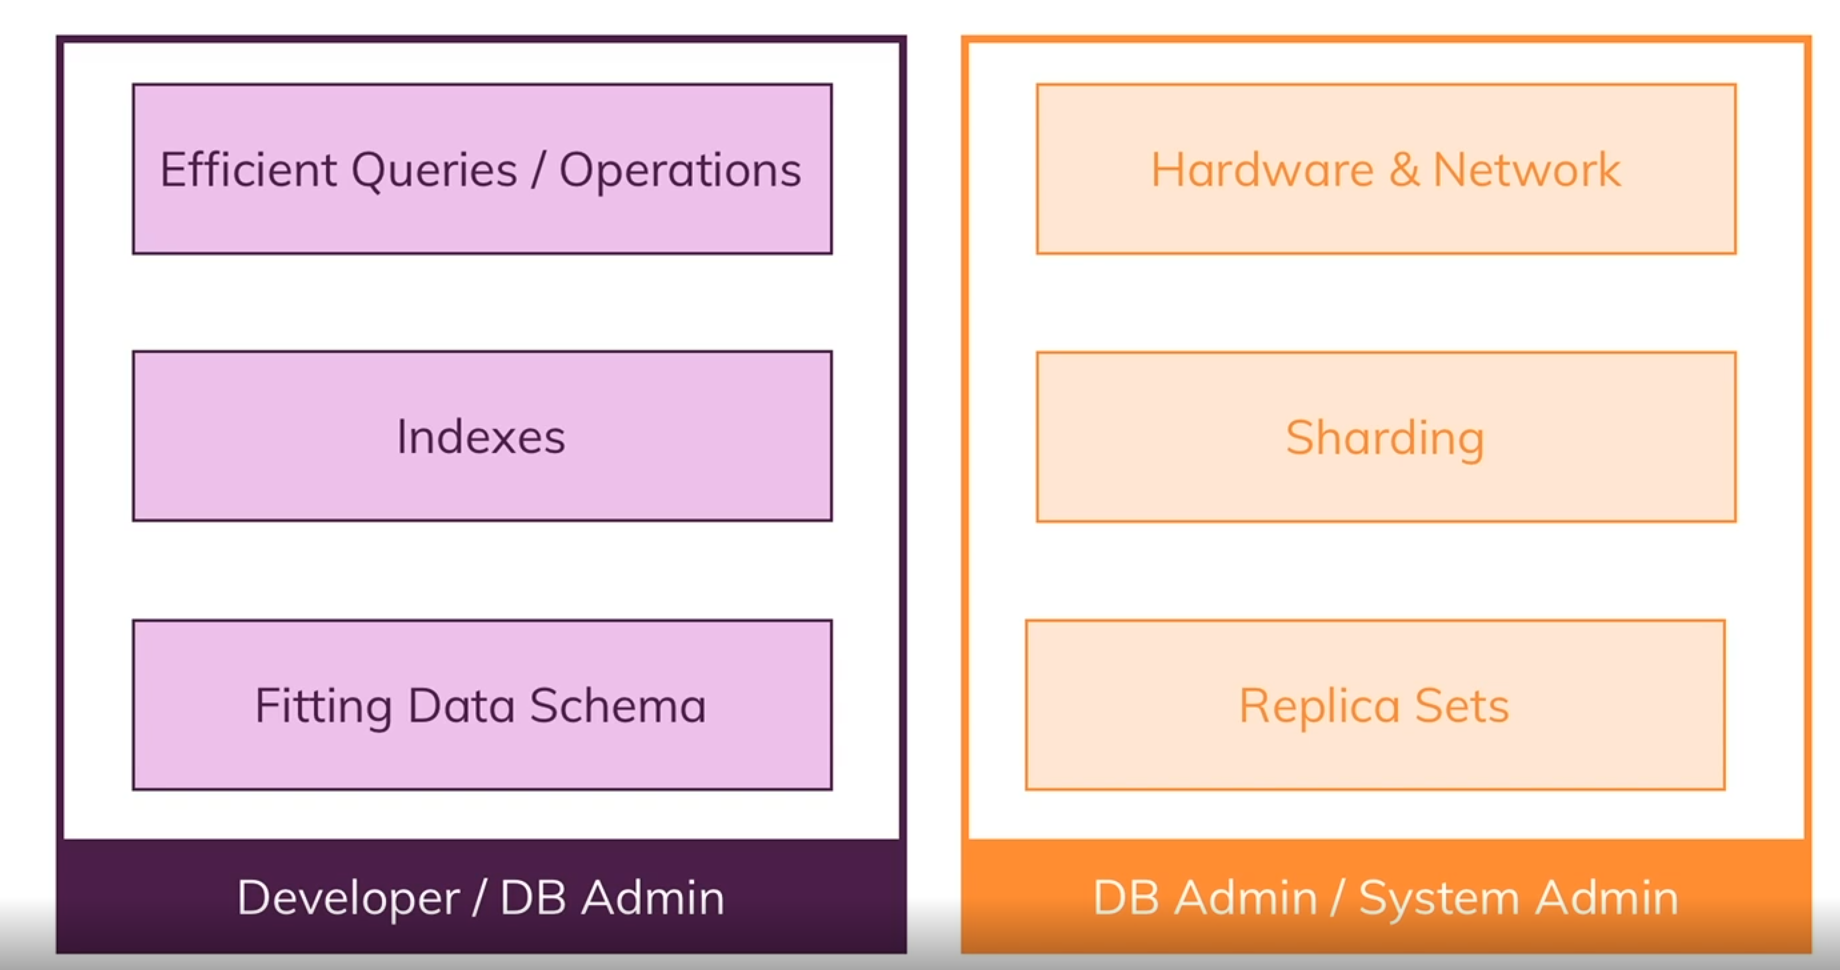 Efficient Queries / Operations
Indexes
Fitting Data Schema
Developer / DB Admin
Hardware & Network
Sharding
Replica Sets
DB Admin / System Admin